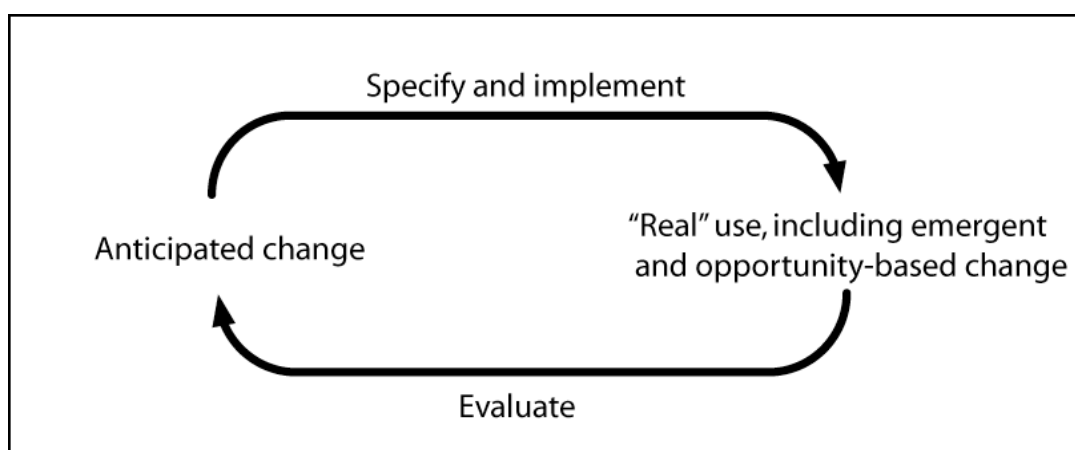 Specify and implement
Anticipated change
“Real” use, including emergent
and opportunity-based change
Evaluate